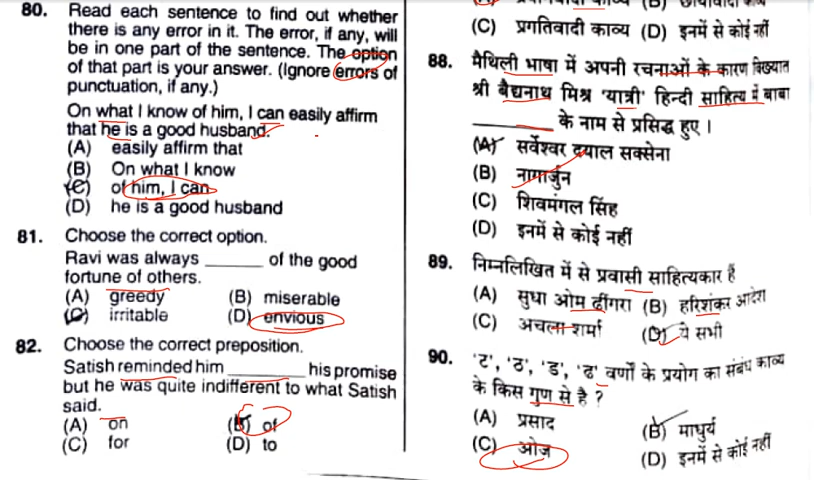 80. Read each sentence to find out whether
there is any error in it. The error, if any, will
be in one part of the sentence. The option
of that part is your answer. (Ignore errors of
punctuation, if any.)
On what I know of him, I can easily affirm
that he is a good husband.
(A) easily affirm that
(B) On what I know
(C) of him, I can
(D) he is a good husband
81. Choose the correct option.
Ravi was always ______ of the good
fortune of others.
(A) greedy (B) miserable
(C) irritable (D) envious
82. Choose the correct preposition.
Satish reminded him ________ his promise
but he was quite indifferent to what Satish
said.
(A) on (B) of
(C) for (D) to
(C) प्रगतिवादी काव्य (D) इनमें से कोई नहीं
88. मैथिली भाषा में अपनी रचनाओं के कारण विख्यात
श्री बैद्यनाथ मिश्र ‘यात्री’ हिन्दी साहित्य में बाबा
________ के नाम से प्रसिद्ध हुए ।
(A) सर्वेश्वर दयाल सक्सेना
(B) नागार्जुन
(C) शिवमंगल सिंह
(D) इनमें से कोई नहीं
89. निम्नलिखित में से प्रवासी साहित्यकार हैं
(A) सुधा ओम ढींगरा (B) हरिशंकर आदेश
(C) अचला शर्मा (D) ये सभी
90. ‘ट’, ‘ठ’, ‘ड’, ‘ढ’ वर्णों के प्रयोग का संबंध काव्य
के किस गुण से है ?
(A) प्रसाद (B) माधुर्य
(C) ओज (D) इनमें से कोई नहीं